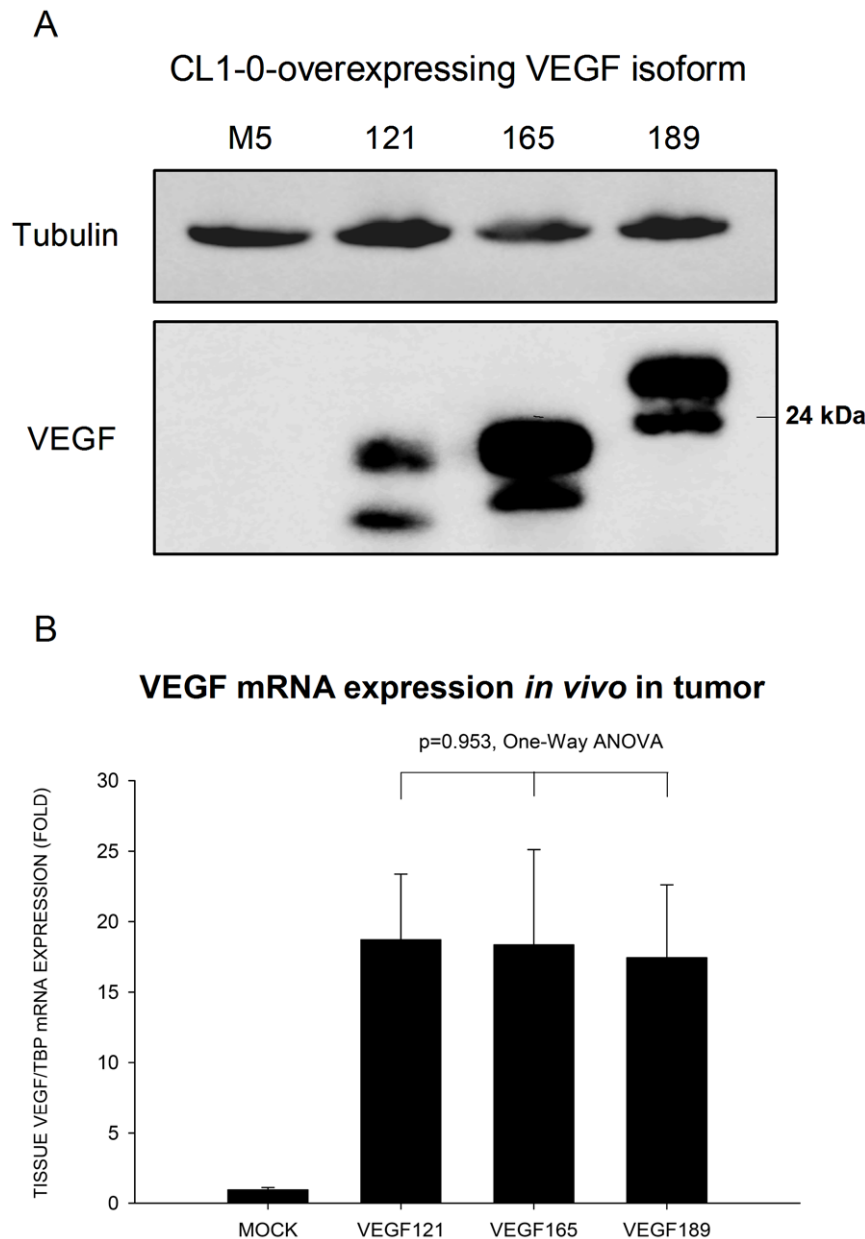 A
CL1-0-overexpressing VEGF isoform
M5 121 165 189
Tubulin
VEGF
24 kDa
B
VEGF mRNA expression in vivo in tumor
p=0.953, One-Way ANOVA
TISSUE VEGF/TBP mRNA EXPRESSION (FOLD)
30
25
20
15
10
5
0
MOCK VEGF121 VEGF165 VEGF189